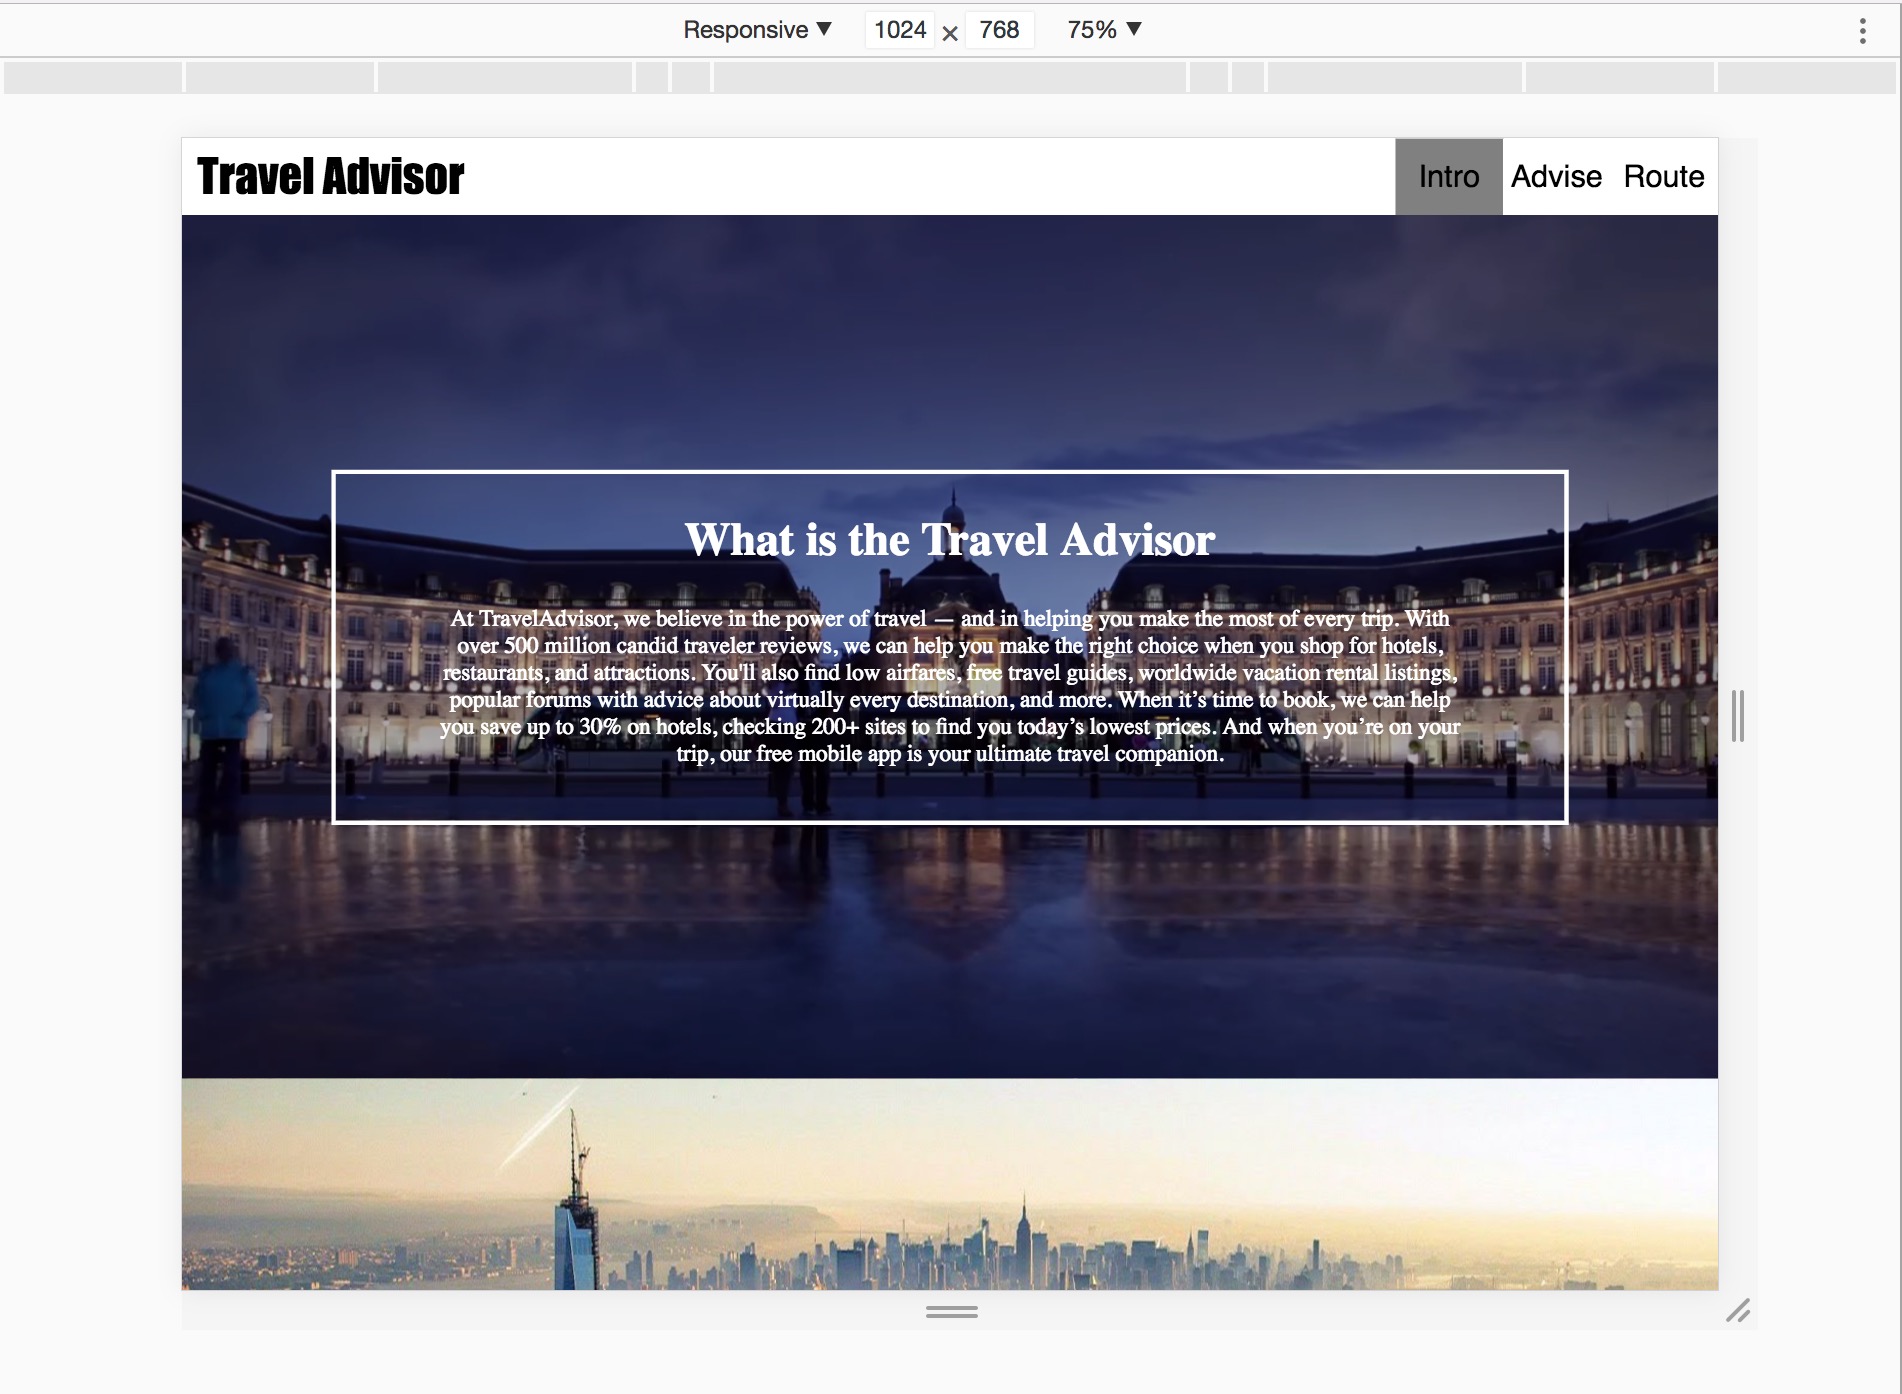 Responsive ▼ 1024 × 768 75% ▼
Travel Advisor Intro Advise Route
What is the Travel Advisor
At TravelAdvisor, we believe in the power of travel — and in helping you make the most of every trip. With
over 500 million candid traveler reviews, we can help you make the right choice when you shop for hotels,
restaurants, and attractions. You'll also find low airfares, free travel guides, worldwide vacation rental listings,
popular forums with advice about virtually every destination, and more. When it’s time to book, we can help
you save up to 30% on hotels, checking 200+ sites to find you today’s lowest prices. And when you’re on your
trip, our free mobile app is your ultimate travel companion.